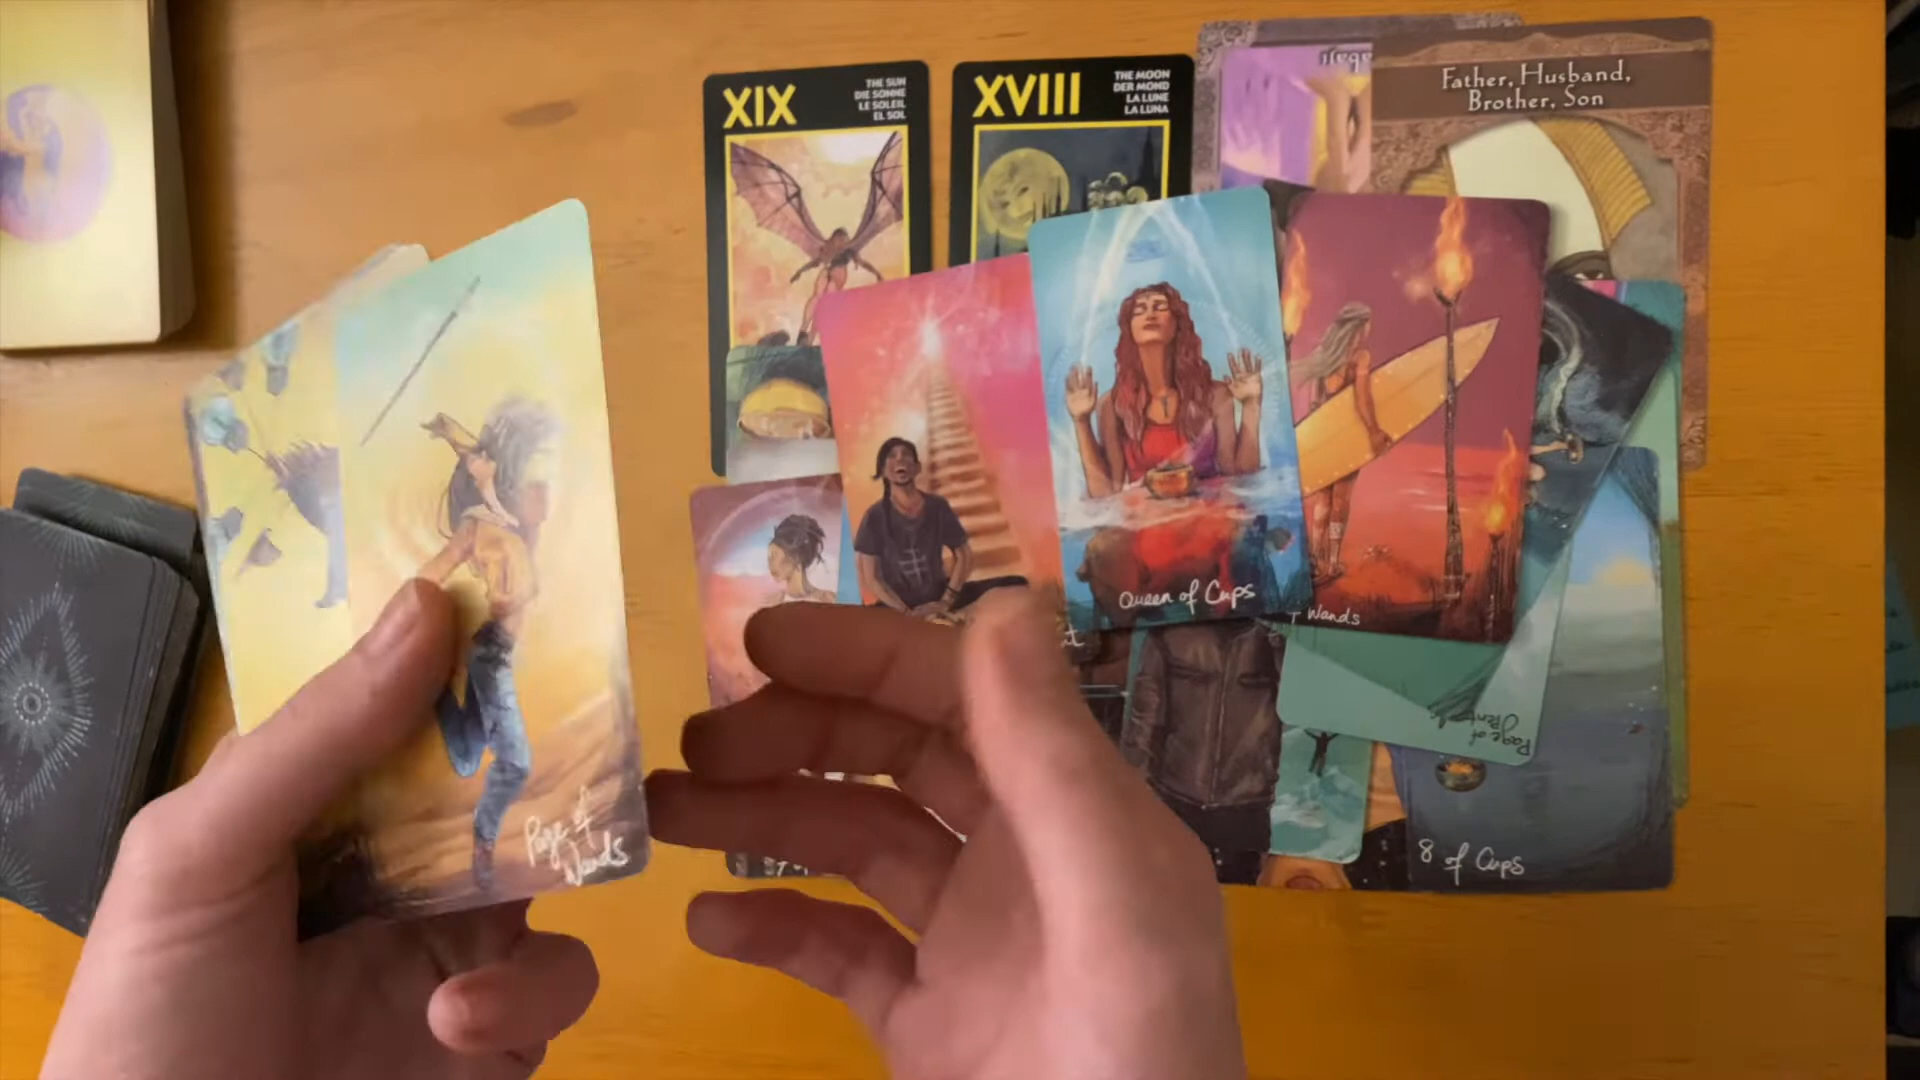 XIX
THE SUN
DIE SONNE
LE SOLEIL
EL SOL
XVIII
THE MOON
DER MOND
LA LUNE
LA LUNA
Father, Husband,
Brother, Son
Queen of Cups
Wands
Page of
Wands
Page of
8 of Cups